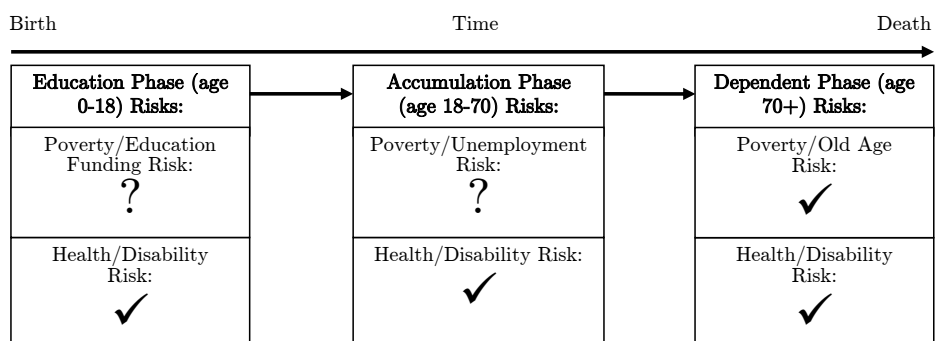 Birth
Time
Death
Education Phase (age
0-18) Risks:
Accumulation Phase
(age 18-70) Risks:
Dependent Phase (age
70+) Risks:
Poverty/Education
Funding Risk:
?
Poverty/Unemployment
Risk:
?
Poverty/Old Age
Risk:
✓
Health/Disability
Risk:
✓
Health/Disability Risk:
✓
Health/Disability
Risk:
✓